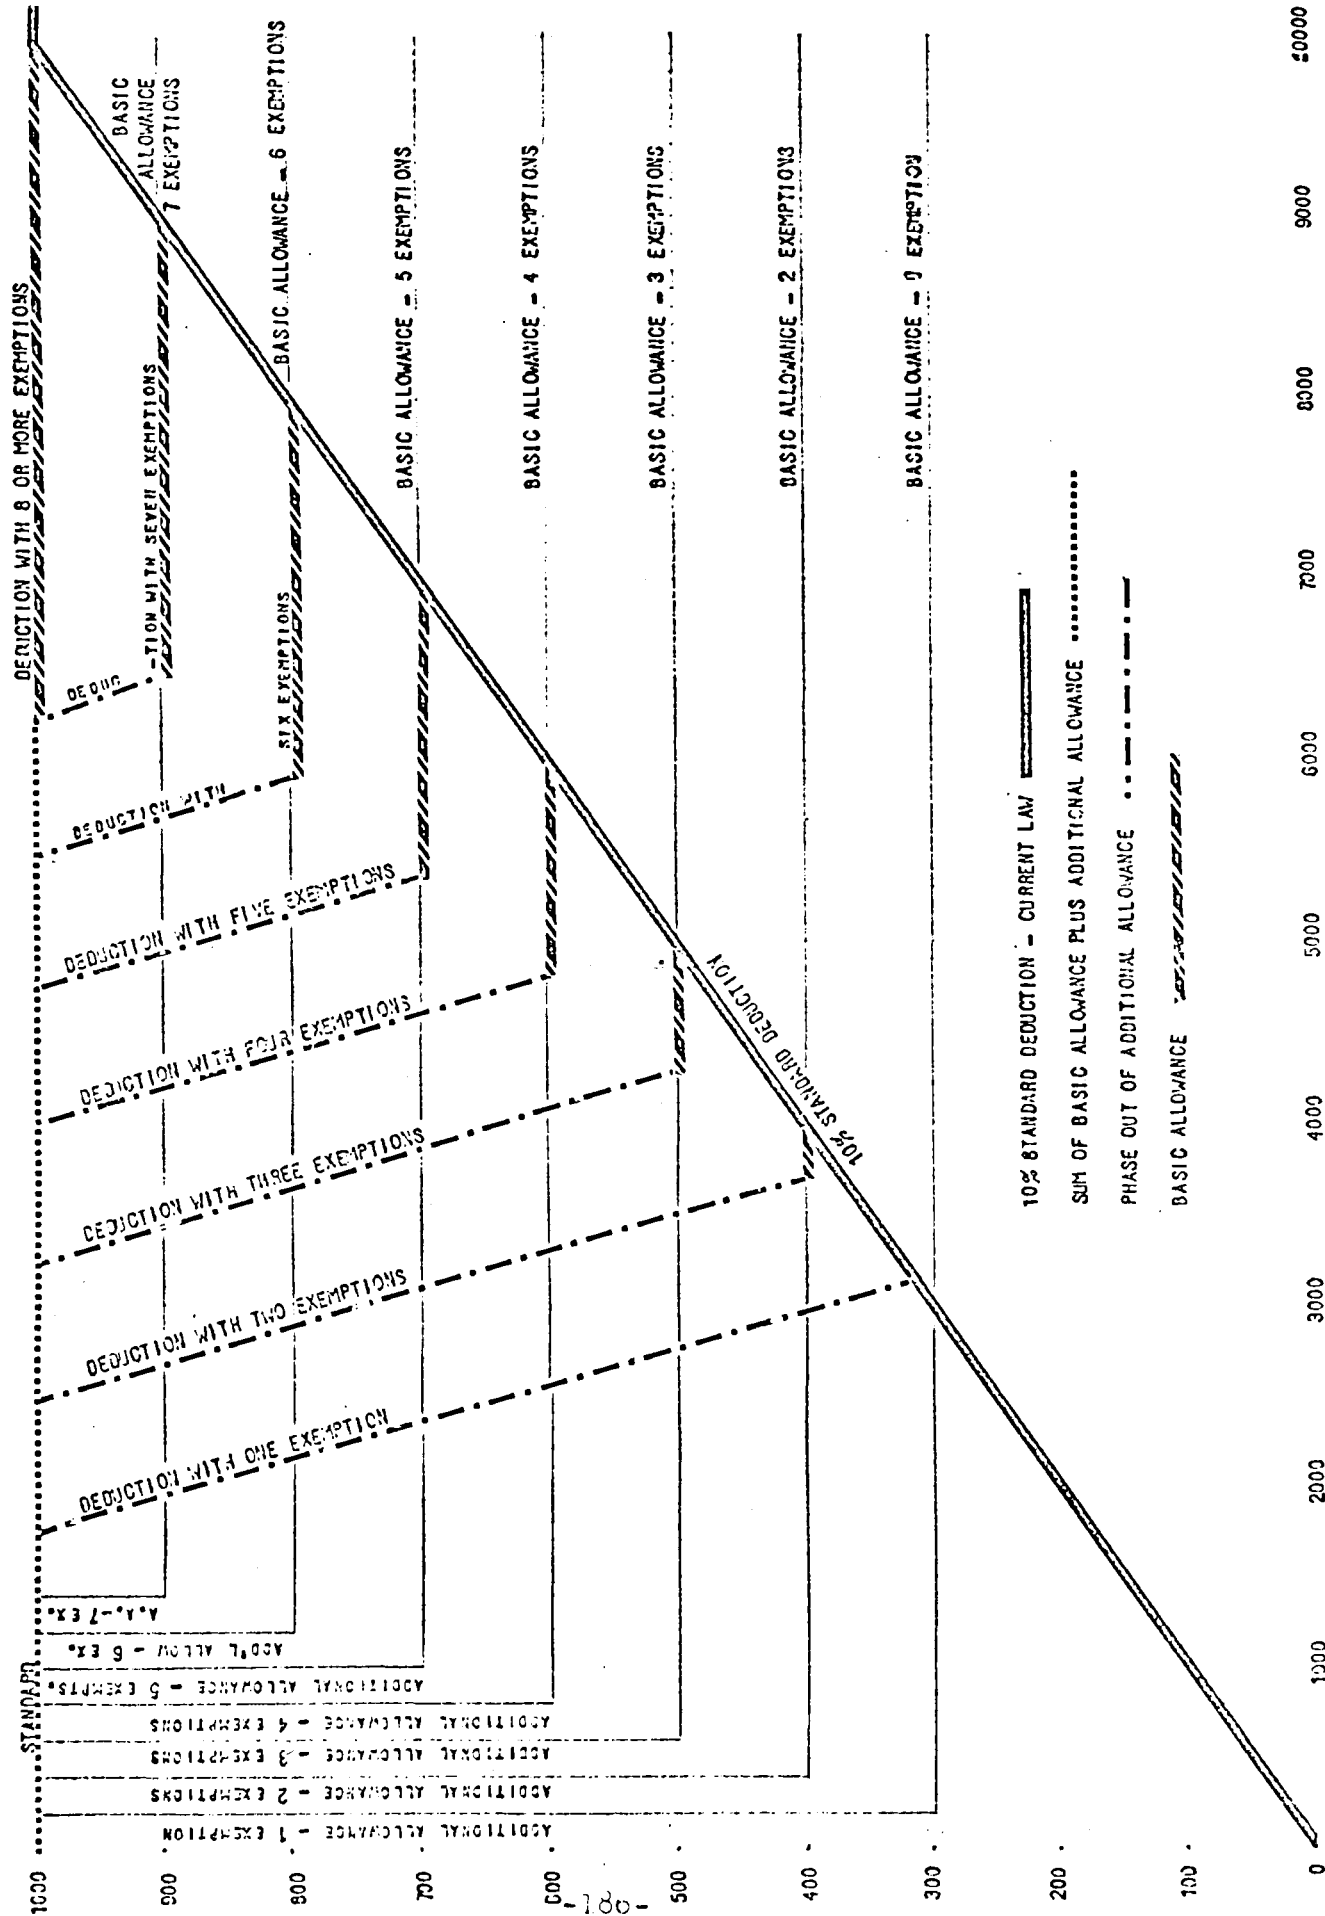 STANDARD
DEDICTION WITH 8 OR MORE EXEMPTIONS
BASIC
ALLOWANCE
7 EXEMPTIONS
BASIC ALLOWANCE - 6 EXEMPTIONS
BASIC ALLOWANCE - 5 EXEMPTIONS
BASIC ALLOWANCE - 4 EXEMPTIONS
BASIC ALLOWANCE - 3 EXEMPTIONS
BASIC ALLOWANCE - 2 EXEMPTIONS
BASIC ALLOWANCE - 0 EXEMPTION
DEDUC
-TION WITH SEVEN EXEMPTIONS
DEDUCTION WITH
SIX EXEMPTIONS
DEDUCTION WITH FIVE EXEMPTIONS
DEDUCTION WITH FOUR EXEMPTIONS
DEDUCTION WITH THREE EXEMPTIONS
DEDUCTION WITH TWO EXEMPTIONS
DEDUCTION WITH ONE EXEMPTION
A.A.-7 EX.
ADD'L ALLOW - 6 EX.
ADDITIONAL ALLOWANCE - 5 EXEMPTS.
ADDITIONAL ALLOWANCE - 4 EXEMPTIONS
ADDITIONAL ALLOWANCE - 3 EXEMPTIONS
ADDITIONAL ALLOWANCE - 2 EXEMPTIONS
ADDITIONAL ALLOWANCE - 1 EXEMPTION
10% STANDARD DEDUCTION
10% STANDARD DEDUCTION - CURRENT LAW
SUM OF BASIC ALLOWANCE PLUS ADDITIONAL ALLOWANCE
PHASE OUT OF ADDITIONAL ALLOWANCE
BASIC ALLOWANCE
1000
900
800
700
600
500
400
300
200
100
0
1000
2000
3000
4000
5000
6000
7000
8000
9000
10000
-186-